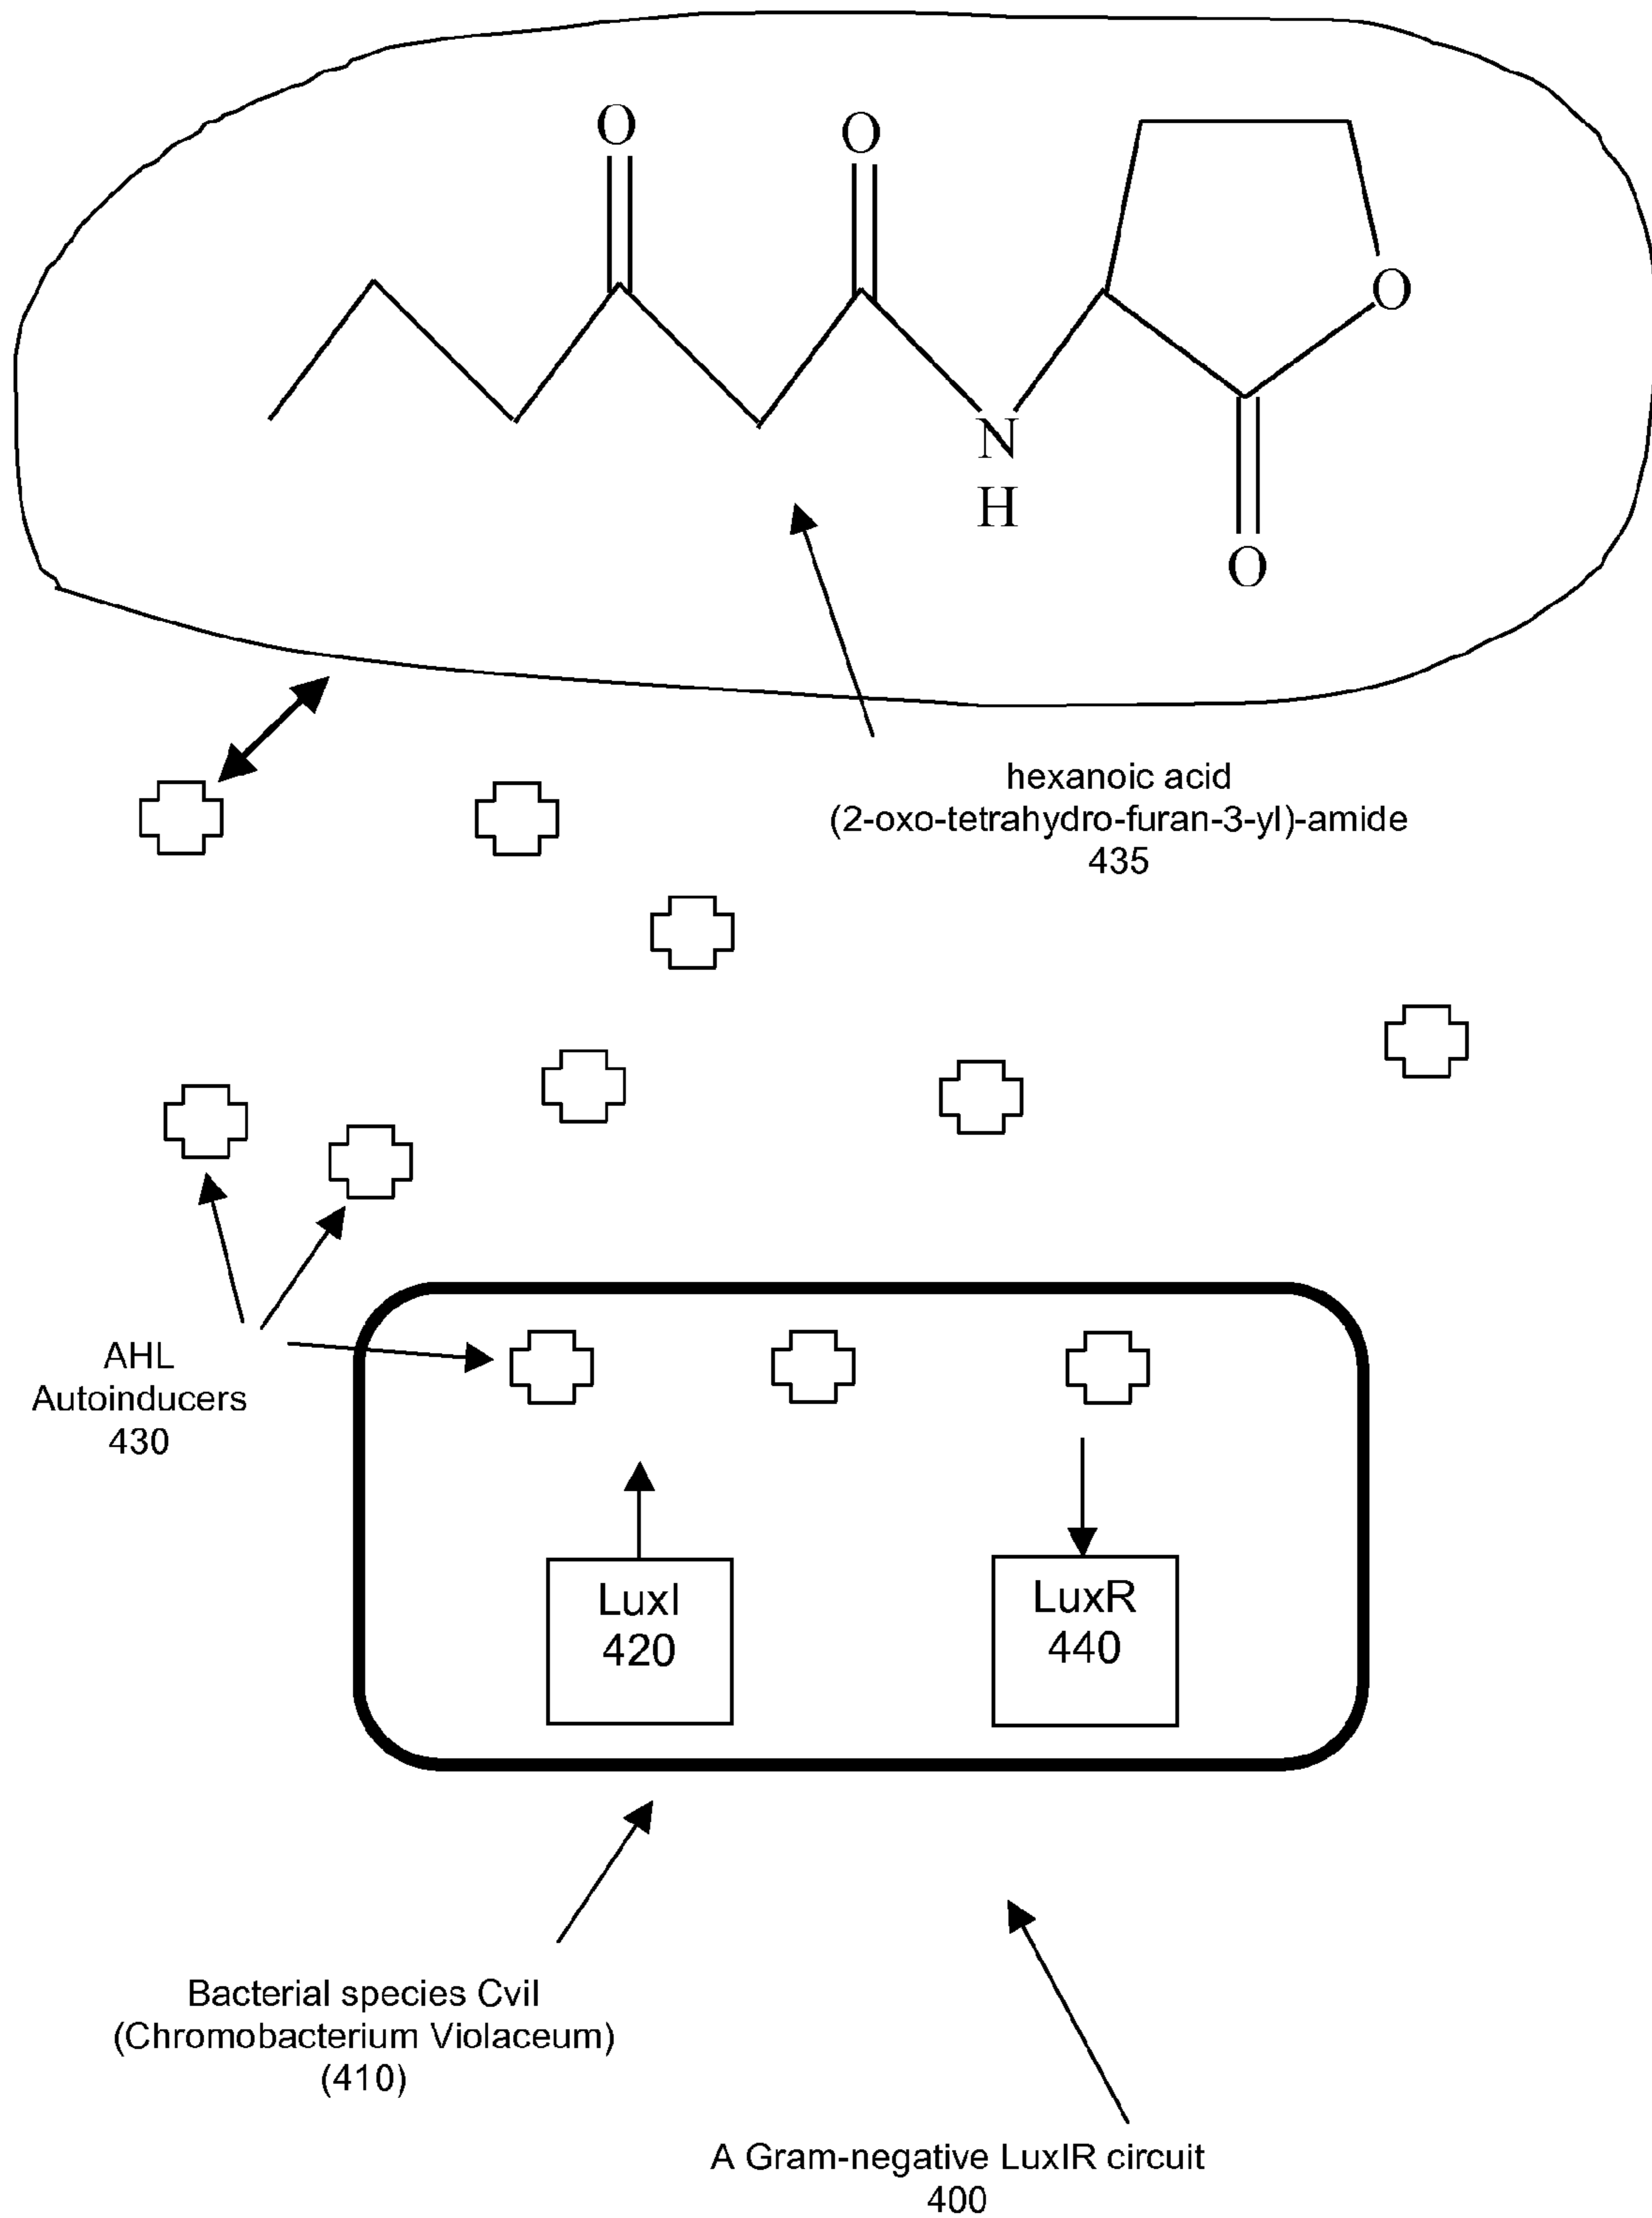 O
O
O
N
H
O
hexanoic acid
(2-oxo-tetrahydro-furan-3-yl)-amide
435
AHL
Autoinducers
430
LuxI
420
LuxR
440
Bacterial species CviI
(Chromobacterium Violaceum)
(410)
A Gram-negative LuxIR circuit
400